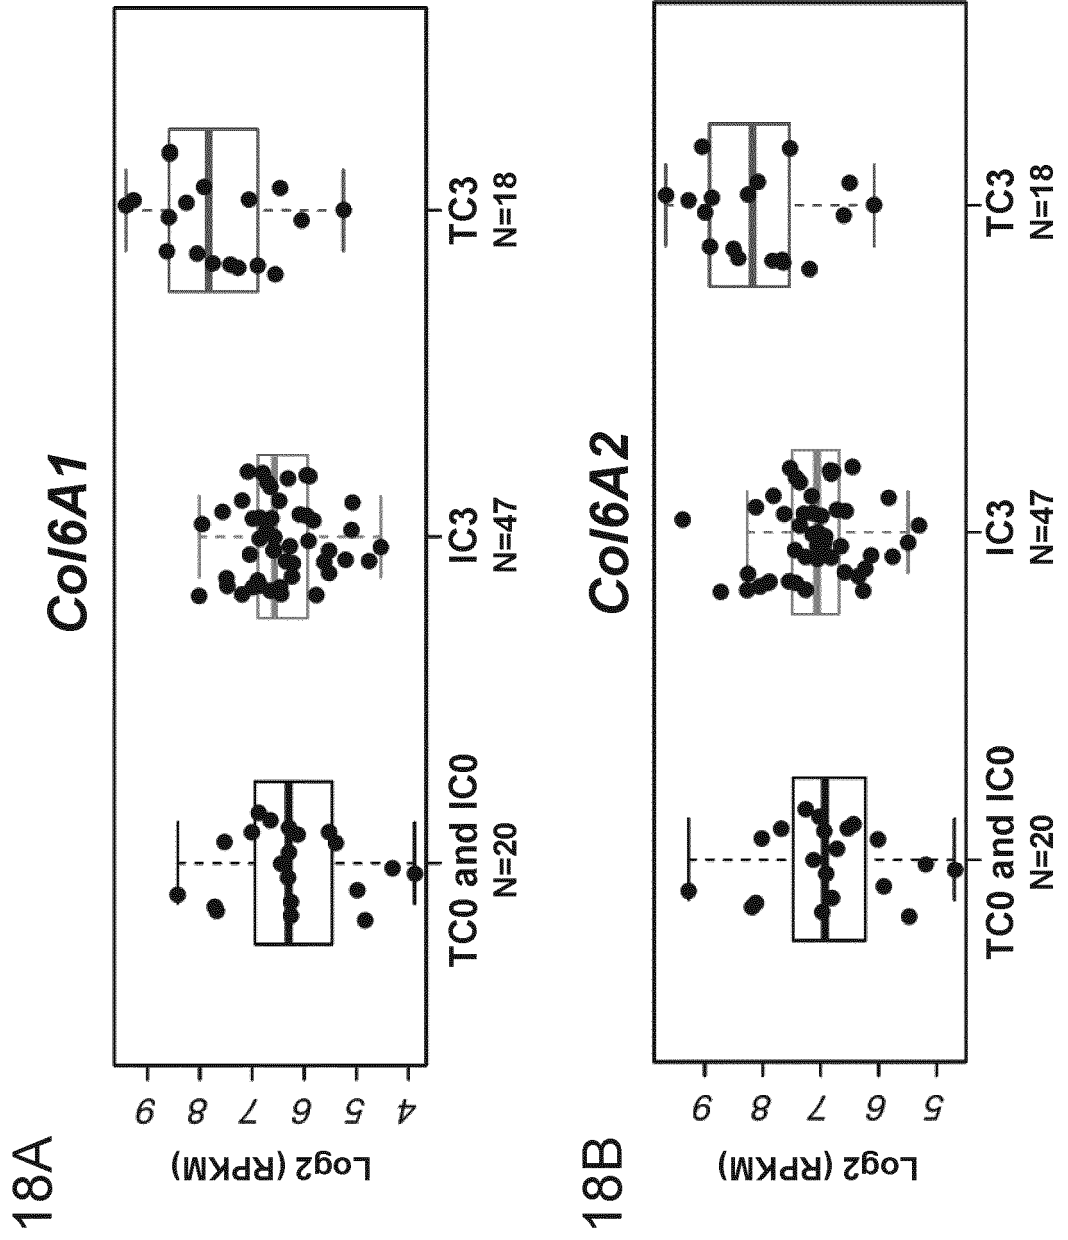 18A
Col6A1
Log2 (RPKM)
9
8
7
6
5
4
TC0 and IC0
N=20
IC3
N=47
TC3
N=18
18B
Col6A2
Log2 (RPKM)
9
8
7
6
5
TC0 and IC0
N=20
IC3
N=47
TC3
N=18